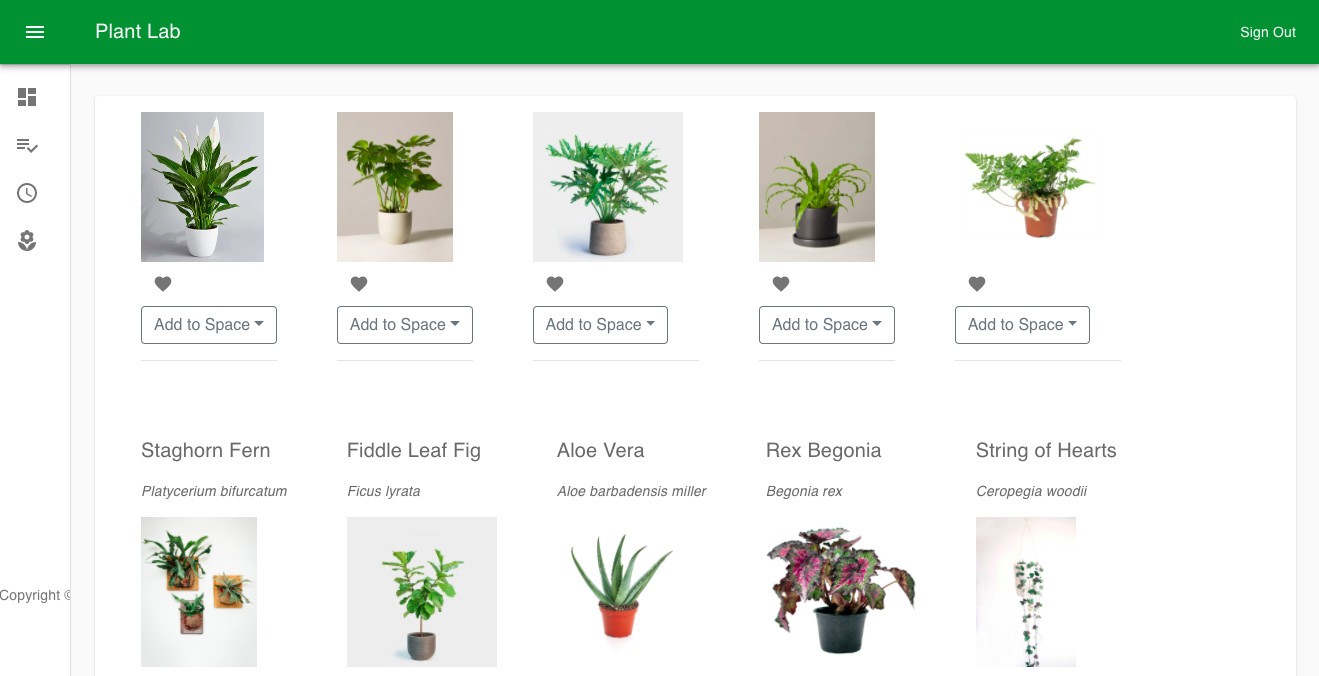 Plant Lab
Sign Out
Add to Space
Add to Space
Add to Space
Add to Space
Add to Space
Staghorn Fern
Fiddle Leaf Fig
Aloe Vera
Rex Begonia
String of Hearts
Platycerium bifurcatum
Ficus lyrata
Aloe barbadensis miller
Begonia rex
Ceropegia woodii
Copyright ©